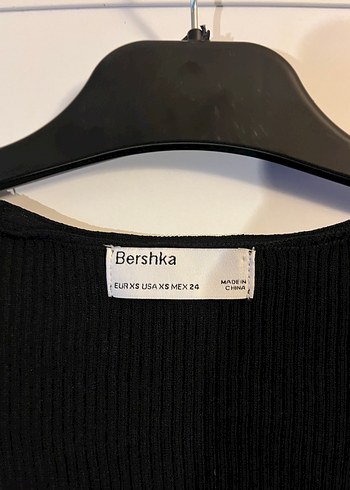 Bershka
EUR XS USA XS MEX 24
MADE IN
CHINA